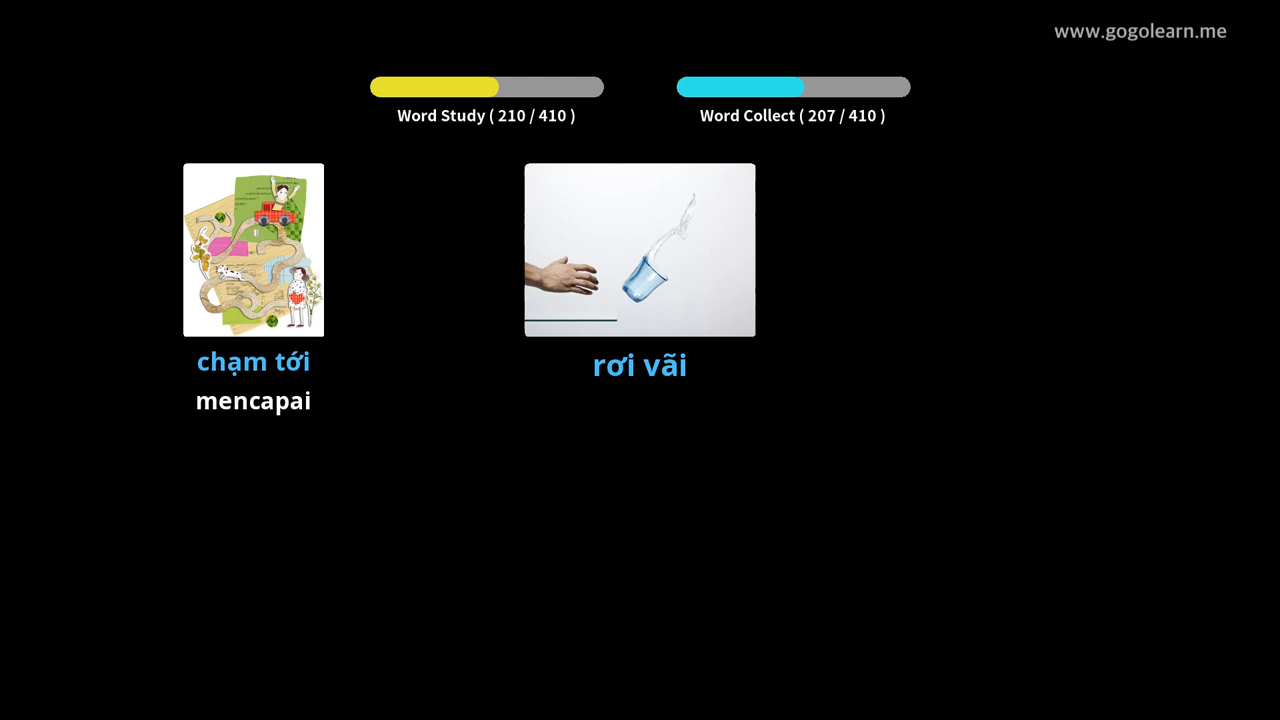 www.gogolearn.me
Word Study ( 210 / 410 )
Word Collect ( 207 / 410 )
chạm tới
mencapai
rơi vãi